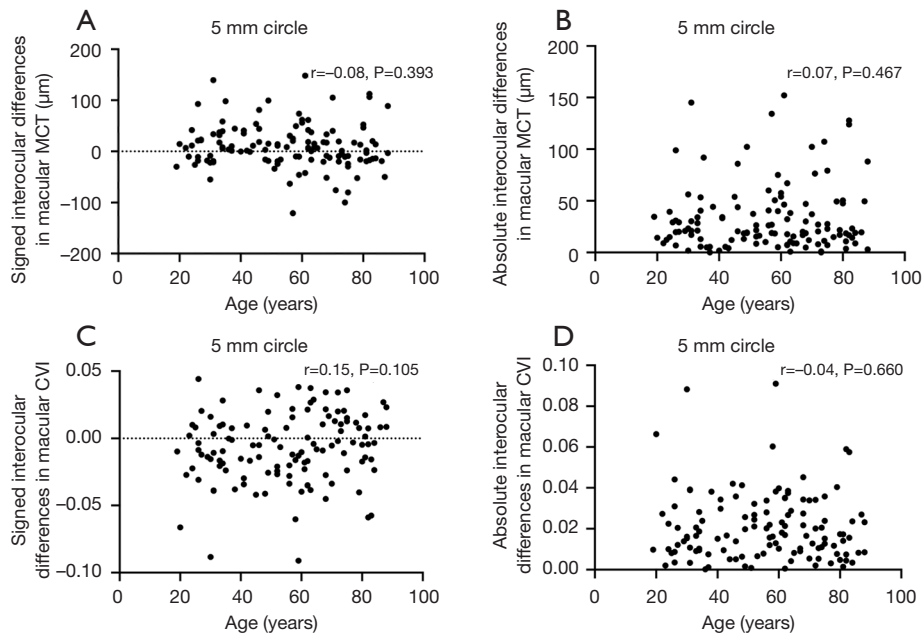 A
5 mm circle
r=–0.08, P=0.393
Signed interocular differences
in macular MCT (μm)
200
100
0
–100
–200
0 20 40 60 80 100
Age (years)
B
5 mm circle
r=0.07, P=0.467
Absolute interocular differences
in macular MCT (μm)
200
150
100
50
0
0 20 40 60 80 100
Age (years)
C
5 mm circle
r=0.15, P=0.105
Signed interocular
differences in macular CVI
0.05
0.00
–0.05
–0.10
0 20 40 60 80 100
Age (years)
D
5 mm circle
r=–0.04, P=0.660
Absolute interocular
differences in macular CVI
0.10
0.08
0.06
0.04
0.02
0.00
0 20 40 60 80 100
Age (years)